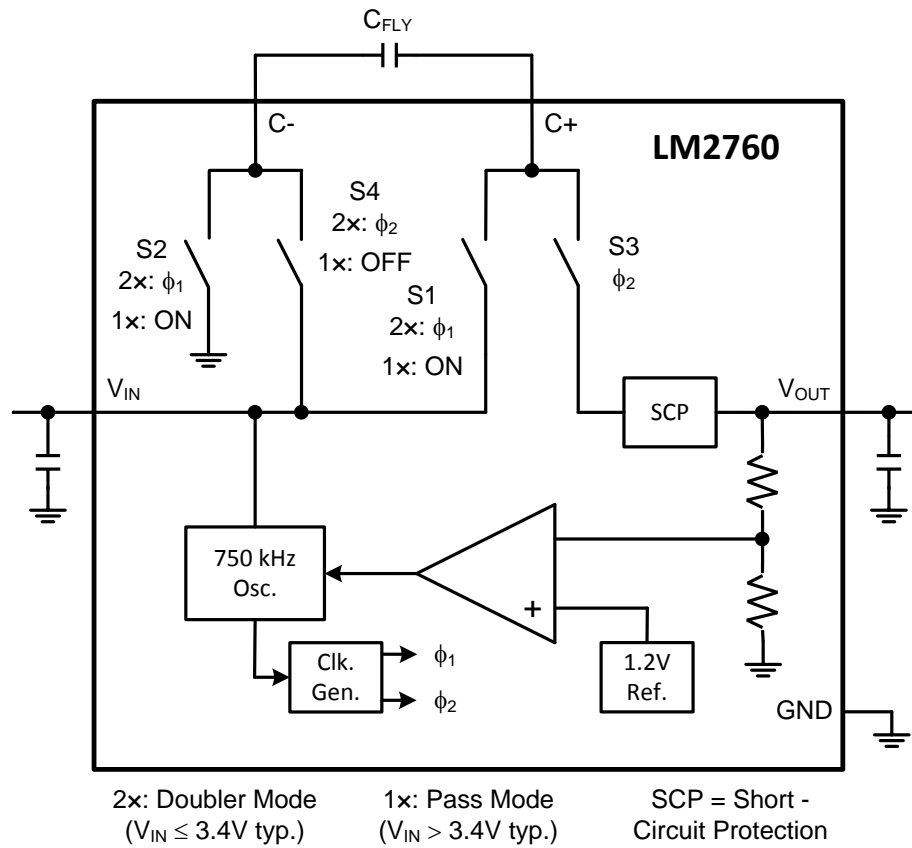 CFLY
C-
C+
LM2760
S4
2×: ϕ2
1×: OFF
S2
2×: ϕ1
1×: ON
S1
2×: ϕ1
1×: ON
S3
ϕ2
VIN
SCP
VOUT
750 kHz
Osc.
+
Clk.
Gen.
ϕ1
ϕ2
1.2V
Ref.
GND
2×: Doubler Mode
(VIN ≤ 3.4V typ.)
1×: Pass Mode
(VIN > 3.4V typ.)
SCP = Short -
Circuit Protection